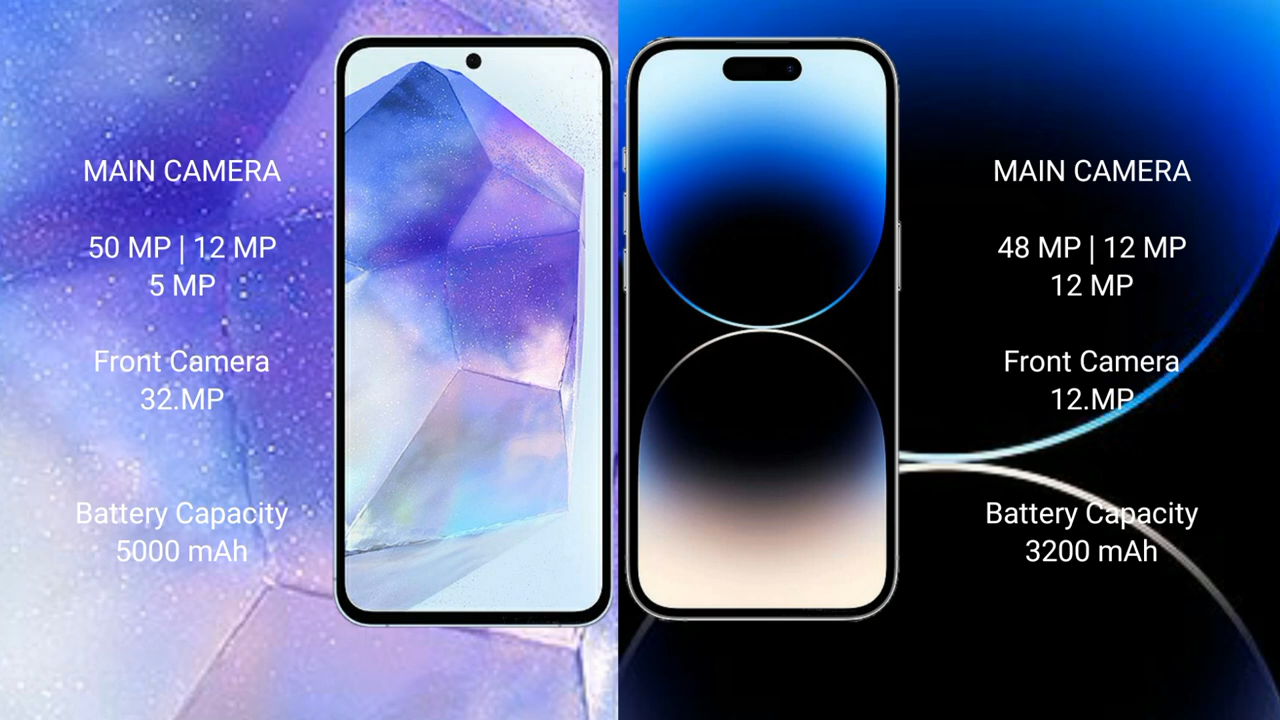 MAIN CAMERA
50 MP | 12 MP
5 MP
Front Camera
32.MP
Battery Capacity
5000 mAh
MAIN CAMERA
48 MP | 12 MP
12 MP
Front Camera
12.MP
Battery Capacity
3200 mAh